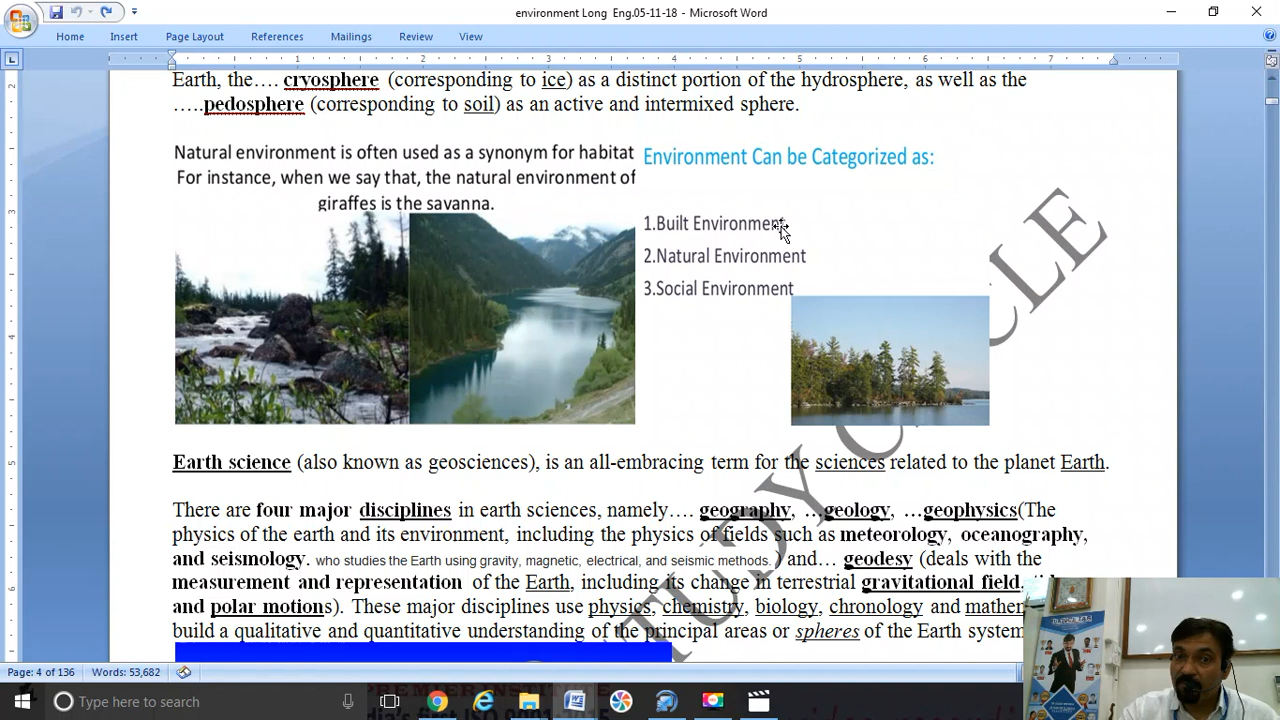 environment Long Eng.05-11-18 - Microsoft Word
Home Insert Page Layout References Mailings Review View
1 2 3 4 5 6 7
Earth, the…. cryosphere (corresponding to ice) as a distinct portion of the hydrosphere, as well as the
…..pedosphere (corresponding to soil) as an active and intermixed sphere.
Natural environment is often used as a synonym for habitat
For instance, when we say that, the natural environment of
giraffes is the savanna.
Environment Can be Categorized as:
1.Built Environment
2.Natural Environment
3.Social Environment
Earth science (also known as geosciences), is an all-embracing term for the sciences related to the planet Earth.
There are four major disciplines in earth sciences, namely…. geography, …geology, …geophysics(The
physics of the earth and its environment, including the physics of fields such as meteorology, oceanography,
and seismology. who studies the Earth using gravity, magnetic, electrical, and seismic methods.) and… geodesy (deals with the
measurement and representation of the Earth, including its change in terrestrial gravitational field,
and polar motions). These major disciplines use physics, chemistry, biology, chronology and mathem
build a qualitative and quantitative understanding of the principal areas or spheres of the Earth system
TUDY C CLE
Page: 4 of 136 Words: 53,682
Type here to search